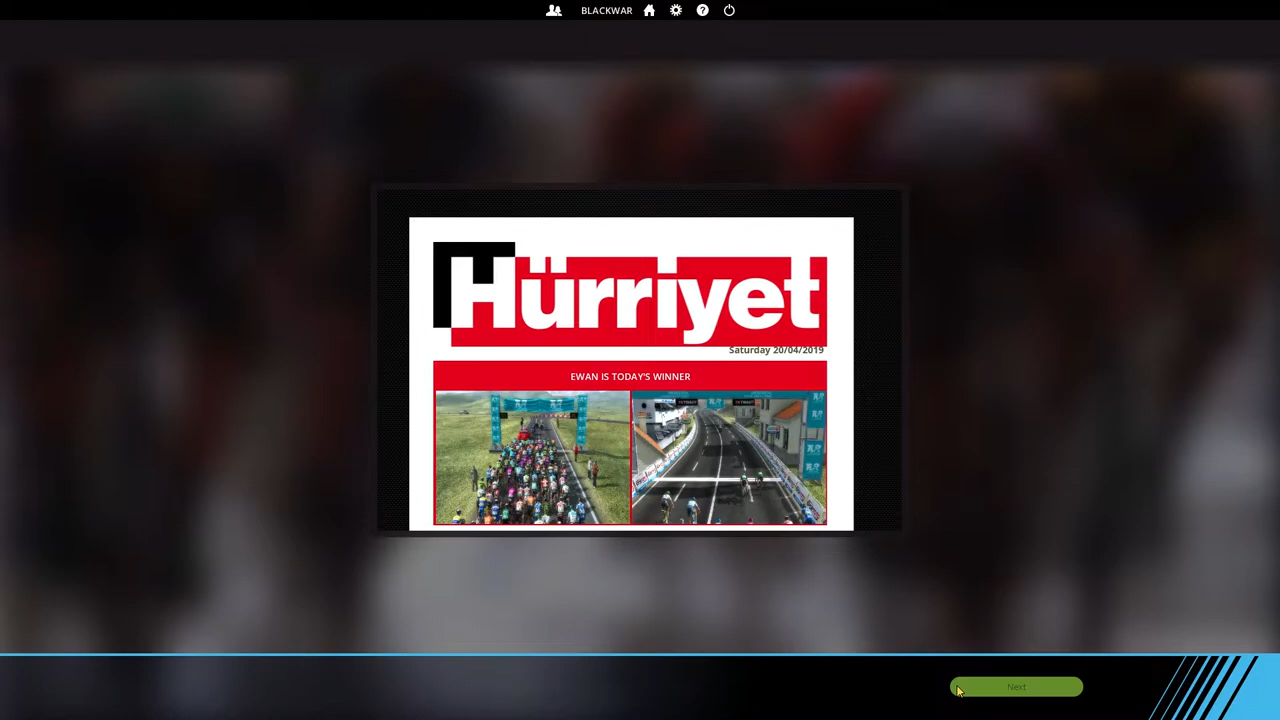 BLACKWAR
Hürriyet
Saturday 20/04/2019
EWAN IS TODAY'S WINNER
Next